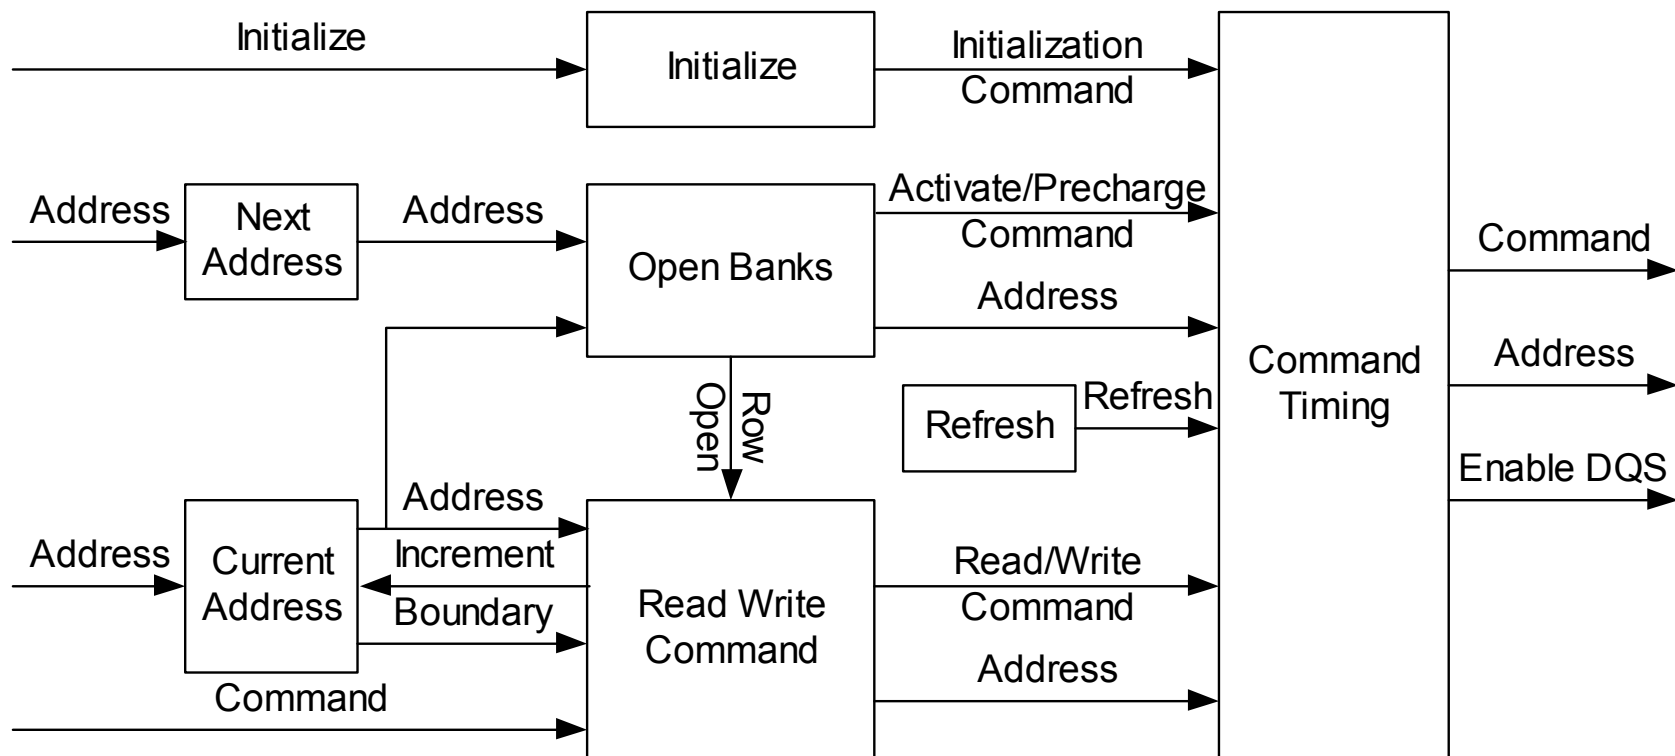 Initialize
Initialize
Initialization
Command
Address
Next
Address
Address
Open Banks
Activate/Precharge
Command
Address
Row
Open
Refresh
Refresh
Command
Timing
Command
Address
Enable DQS
Address
Current
Address
Address
Increment
Boundary
Command
Read Write
Command
Read/Write
Command
Address